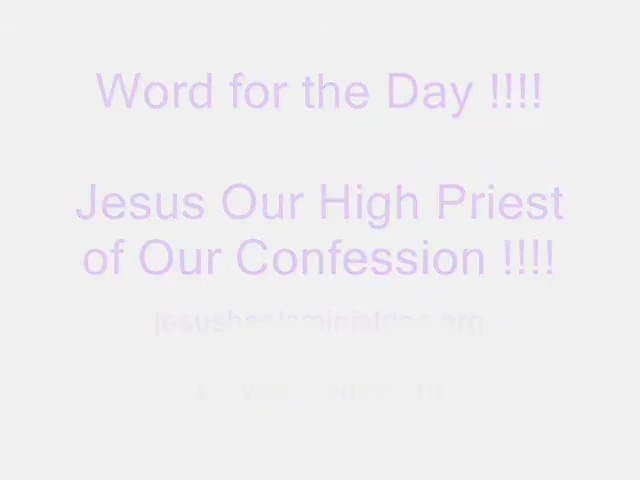 Word for the Day !!!!
Jesus Our High Priest
of Our Confession !!!!